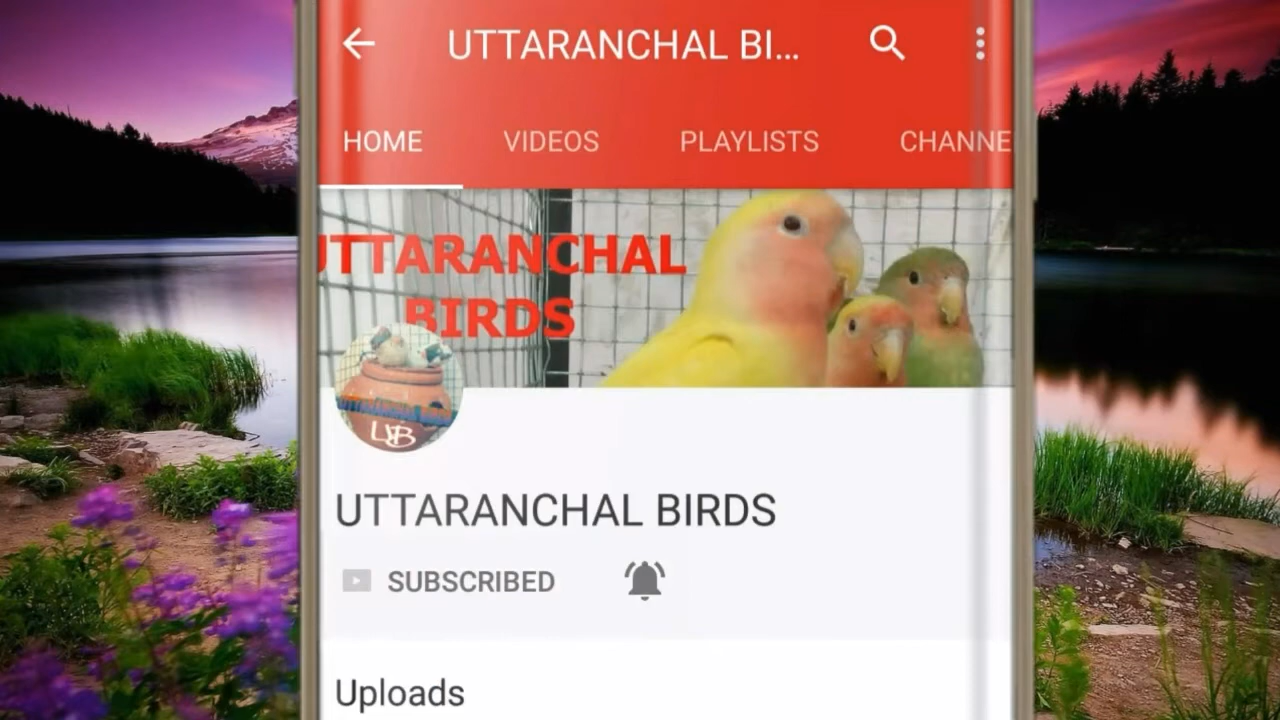 UTTARANCHAL BI...
HOME VIDEOS PLAYLISTS CHANNE
UTTARANCHAL
BIRDS
UB
UTTARANCHAL BIRDS
SUBSCRIBED
Uploads